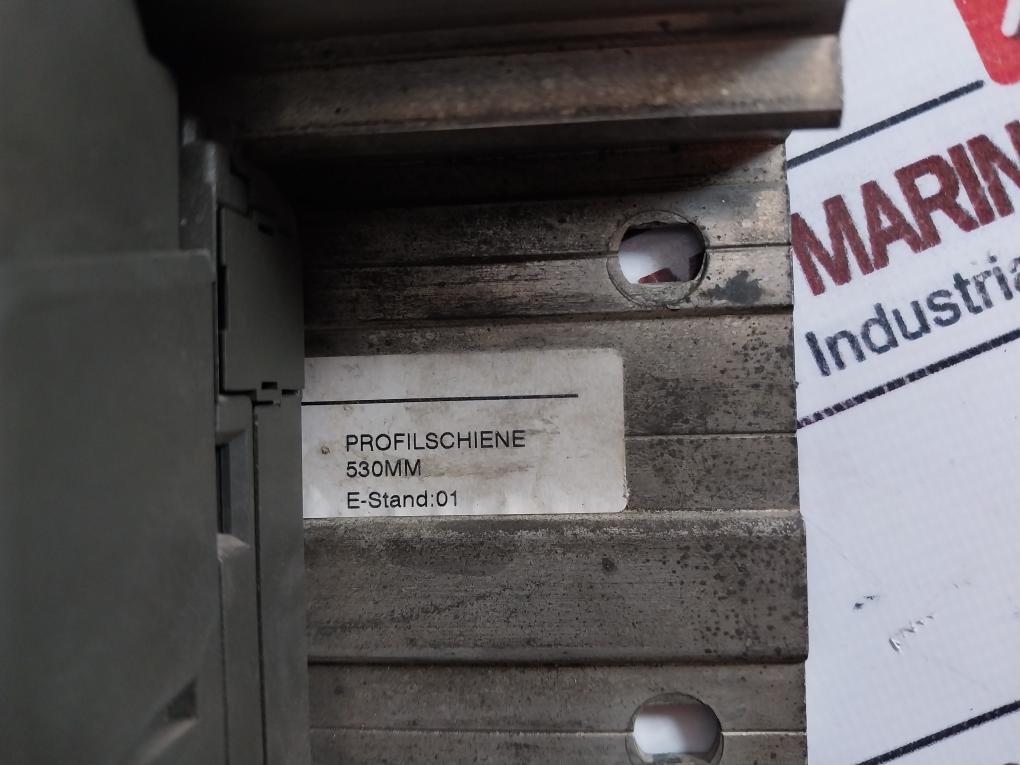 PROFILSCHIENE
530MM
E-Stand:01
MARIN
Industria